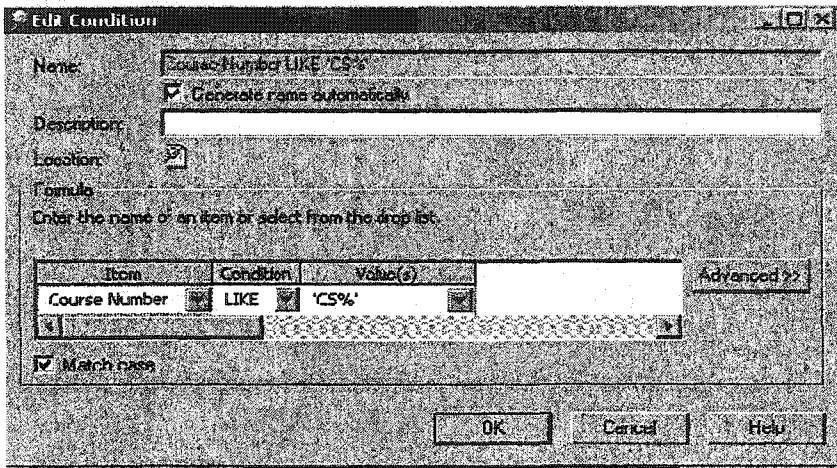 Edit Condition
Name: Course Number LIKE 'CS%'
Generate name automatically
Description:
Location:
Formula
Enter the name of an item or select from the drop list.
Item Condition Value(s)
Course Number LIKE 'CS%'
Advanced >>
Match case
OK Cancel Help